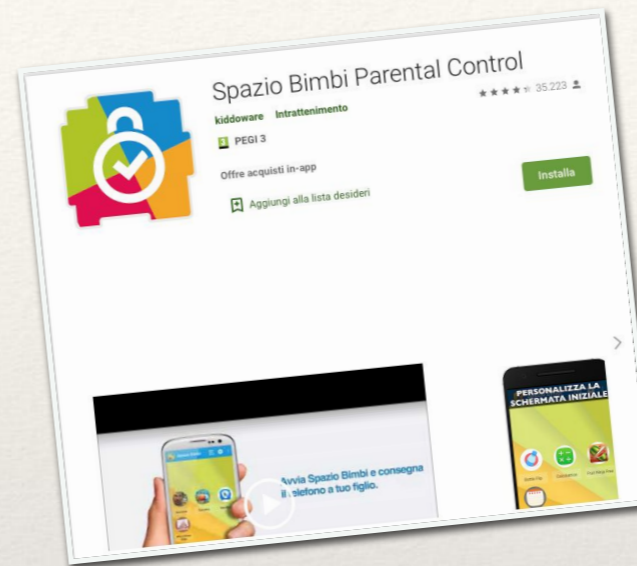 Spazio Bimbi Parental Control
kiddoware Intrattenimento
35.223
3 PEGI 3
Offre acquisti in-app
Aggiungi alla lista desideri
Installa
Avvia Spazio Bimbi e consegna
il telefono a tuo figlio.
PERSONALIZZA LA
SCHERMATA INIZIALE